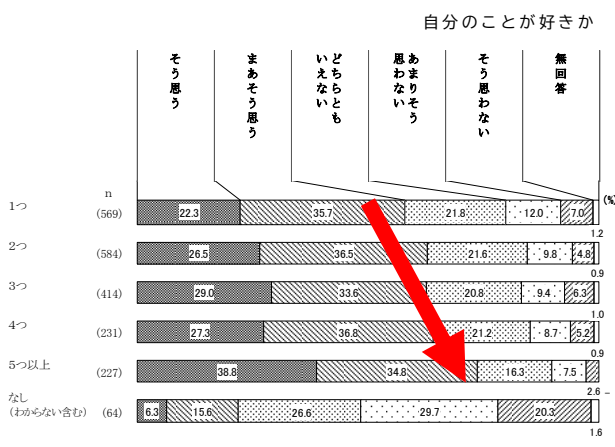 自分のことが好きか
そう思う
まあそう思う
どちらとも
いえない
あまりそう
思わない
そう思わない
無回答
n
(%)
1つ (569) 22.3 35.7 21.8 12.0 7.0
1.2
2つ (584) 26.5 36.5 21.6 9.8 4.8
0.9
3つ (414) 29.0 33.6 20.8 9.4 6.3
1.0
4つ (231) 27.3 36.8 21.2 8.7 5.2
0.9
5つ以上 (227) 38.8 34.8 16.3 7.5
2.6 -
なし
(わからない含む) (64) 6.3 15.6 26.6 29.7 20.3
1.6